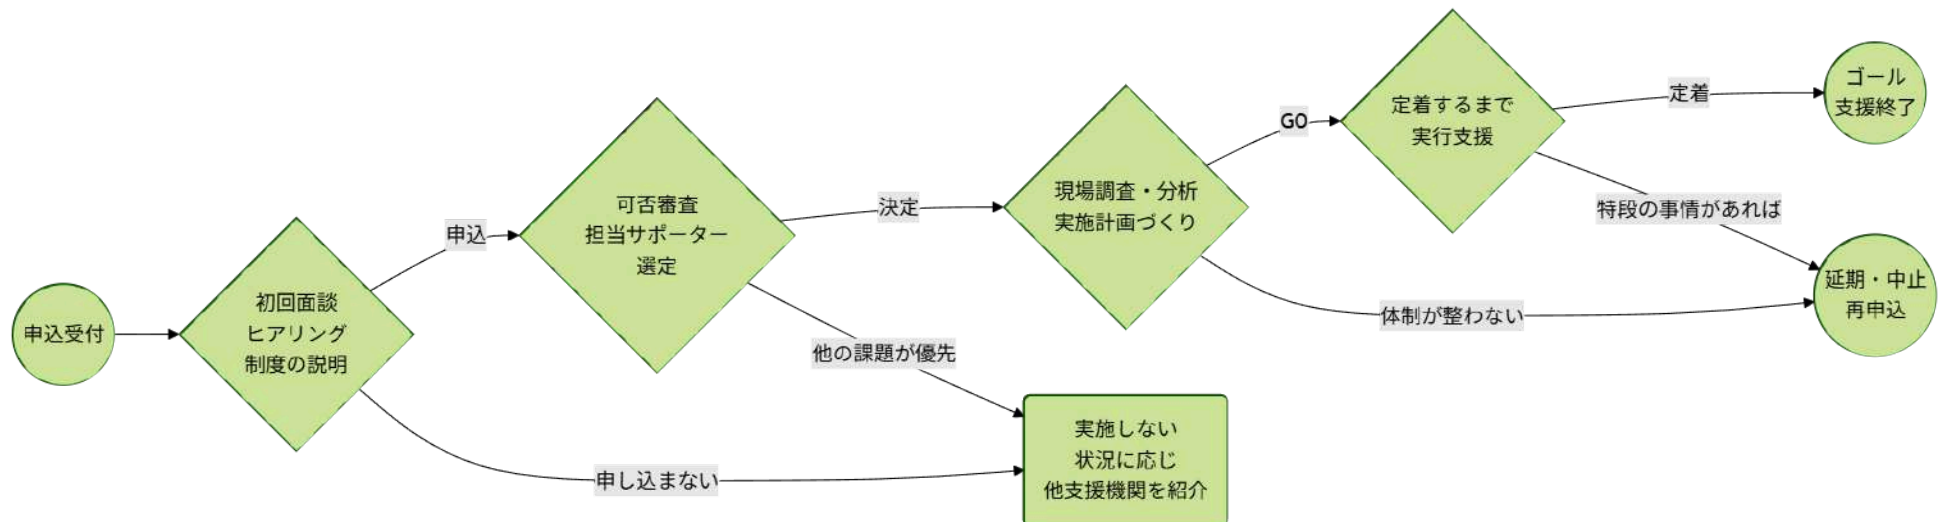 申込受付
初回面談
ヒアリング
制度の説明
申込
申し込まない
可否審査
担当サポーター
選定
決定
他の課題が優先
実施しない
状況に応じ
他支援機関を紹介
現場調査・分析
実施計画づくり
GO
体制が整わない
定着するまで
実行支援
定着
特段の事情があれば
ゴール
支援終了
延期・中止
再申込